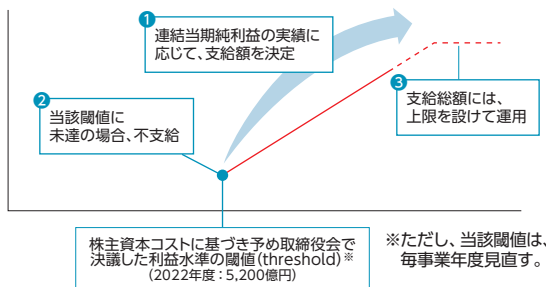 1
連結当期純利益の実績に
応じて、支給額を決定
2
当該閾値に
未達の場合、不支給
3
支給総額には、
上限を設けて運用
株主資本コストに基づき予め取締役会で
決議した利益水準の閾値(threshold)※
(2022年度：5,200億円)
※ただし、当該閾値は、
毎事業年度見直す。